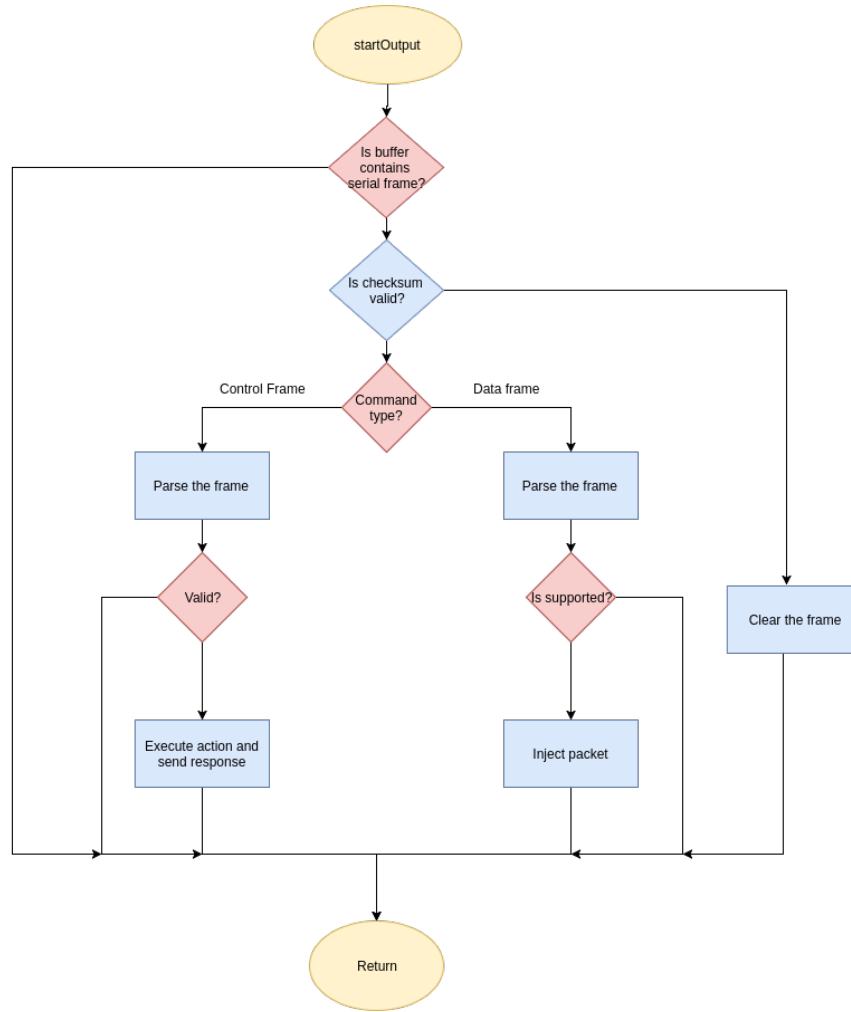 startOutput
Is buffer
contains
serial frame?
Is checksum
valid?
Control Frame
Command
type?
Data frame
Parse the frame
Parse the frame
Valid?
Is supported?
Clear the frame
Execute action and
send response
Inject packet
Return